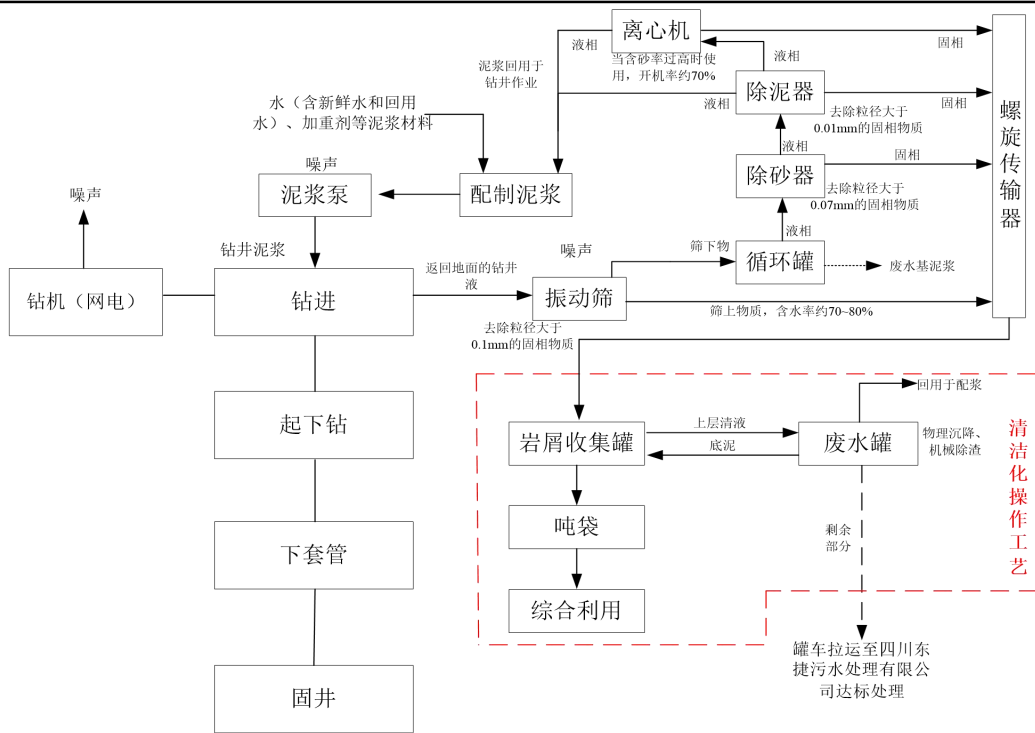 离心机
液相
固相
当含砂率过高时使
用，开机率约70%
液相
泥浆回用于
钻井作业
除泥器
液相
固相
去除粒径大于
0.01mm的固相物质
水（含新鲜水和回用
水）、加重剂等泥浆材料
液相
螺旋传输器
噪声
除砂器
固相
去除粒径大于
0.07mm的固相物质
泥浆泵
配制泥浆
噪声
液相
钻井泥浆
返回地面的钻井
液
噪声
筛下物
循环罐
废水基泥浆
钻机（网电）
钻进
振动筛
筛上物质，含水率约70~80%
去除粒径大于
0.1mm的固相物质
回用于配浆
起下钻
岩屑收集罐
上层清液
底泥
废水罐
物理沉降、
机械除渣
清洁化操作工艺
吨袋
剩余
部分
下套管
综合利用
罐车拉运至四川东
捷污水处理有限公
司达标处理
固井